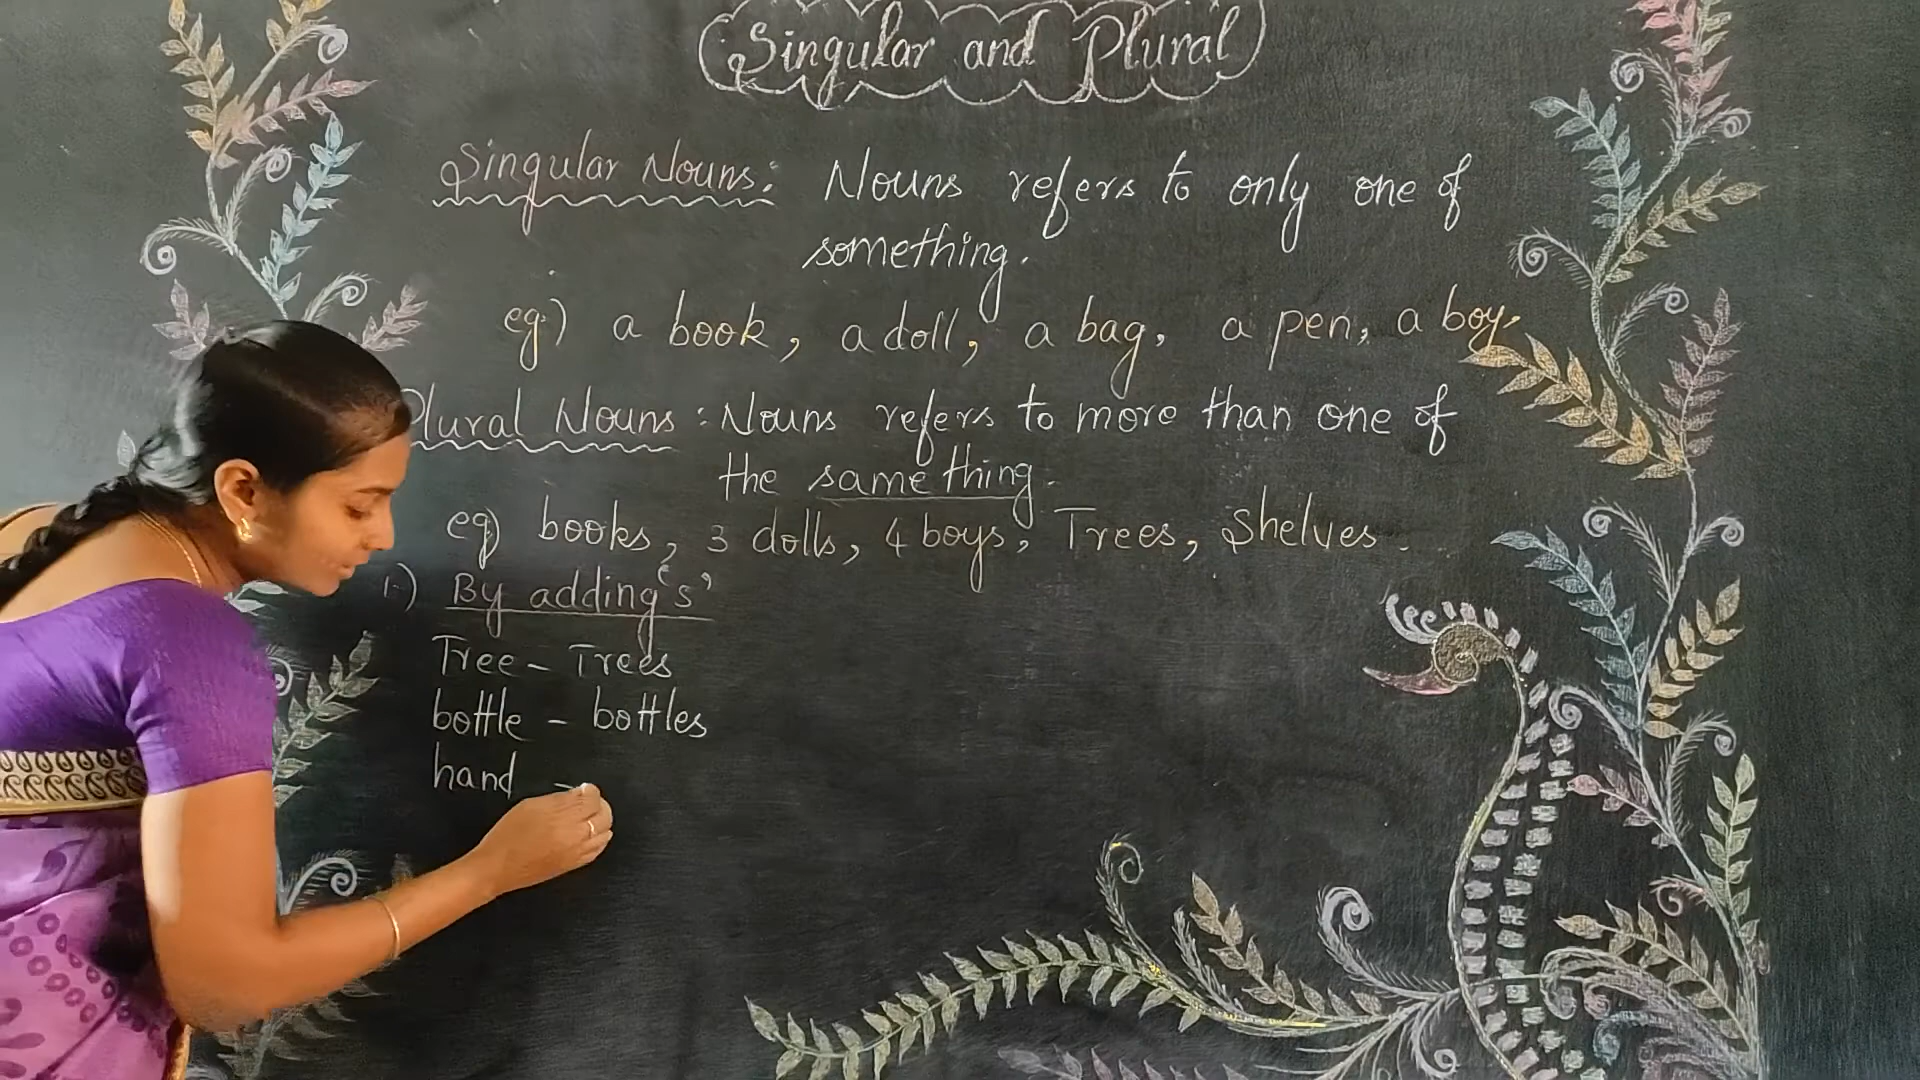 Singular and Plural
Singular Nouns: Nouns refers to only one of
something.
eg.) a book, a doll, a bag, a pen, a boy.
Plural Nouns: Nouns refers to more than one of
the same thing.
eg) books, 3 dolls, 4 boys, Trees, Shelves.
1.) By adding 's'
Tree - Trees
bottle - bottles
hand -